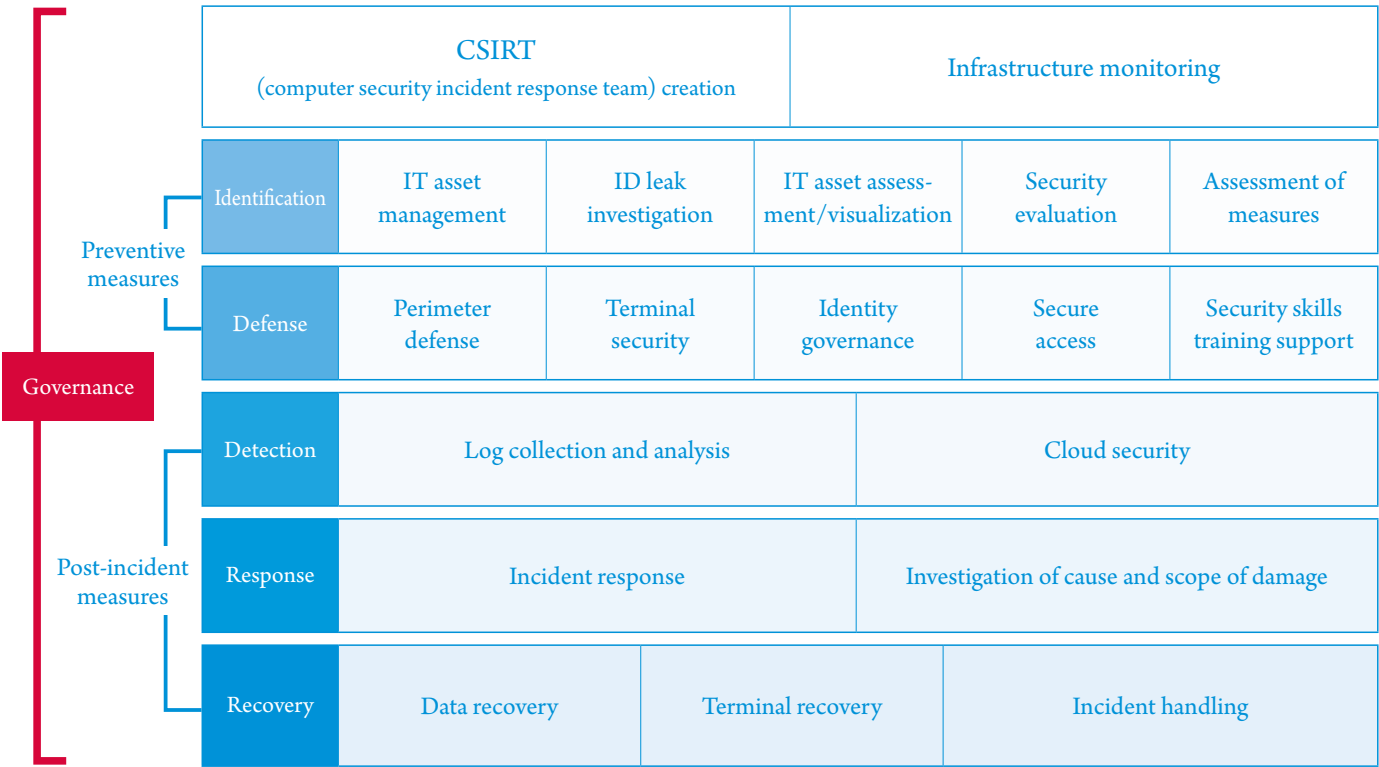 CSIRT
(computer security incident response team) creation
Infrastructure monitoring
Governance
Preventive
measures
Identification
IT asset
management
ID leak
investigation
IT asset assess-
ment/visualization
Security
evaluation
Assessment of
measures
Defense
Perimeter
defense
Terminal
security
Identity
governance
Secure
access
Security skills
training support
Post-incident
measures
Detection
Log collection and analysis
Cloud security
Response
Incident response
Investigation of cause and scope of damage
Recovery
Data recovery
Terminal recovery
Incident handling